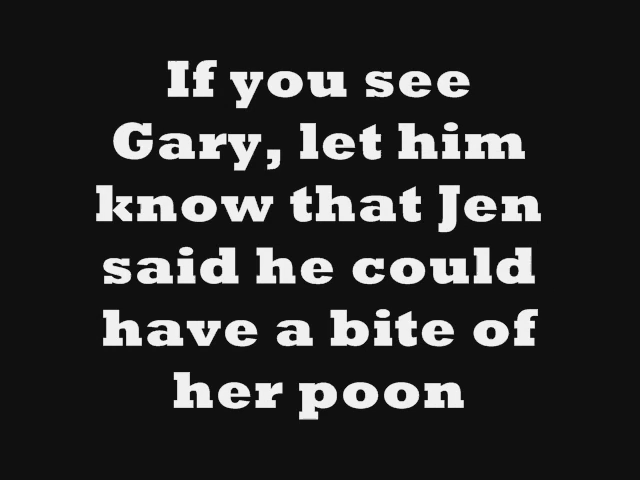 If you see
Gary, let him
know that Jen
said he could
have a bite of
her poon